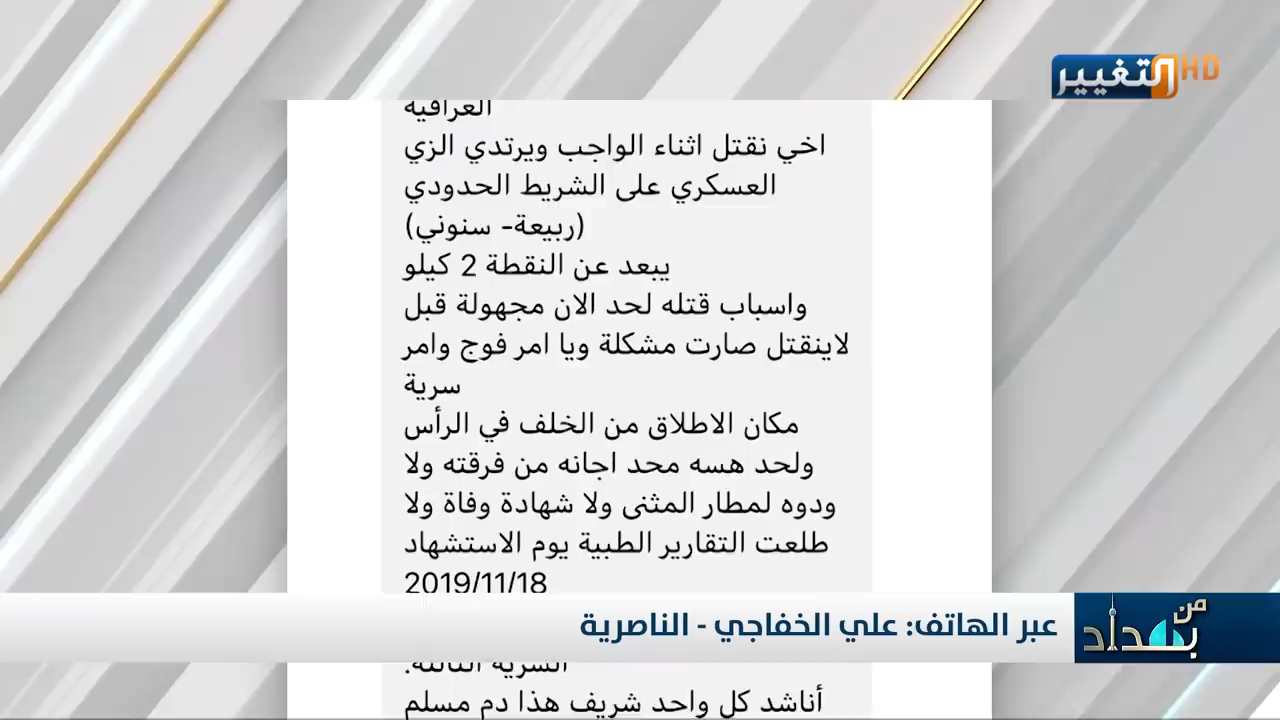 التغيير HD
العراقية
اخي نقتل اثناء الواجب ويرتدي الزي
العسكري على الشريط الحدودي
(ربيعة- سنوني)
يبعد عن النقطة 2 كيلو
واسباب قتله لحد الان مجهولة قبل
لاينقتل صارت مشكلة ويا امر فوج وامر
سرية
مكان الاطلاق من الخلف في الرأس
ولحد هسه محد اجانه من فرقته ولا
ودوه لمطار المثنى ولا شهادة وفاة ولا
طلعت التقارير الطبية يوم الاستشهاد
2019/11/18
من بغداد
عبر الهاتف: علي الخفاجي - الناصرية
السرية الثالثة.
أناشد كل واحد شريف هذا دم مسلم